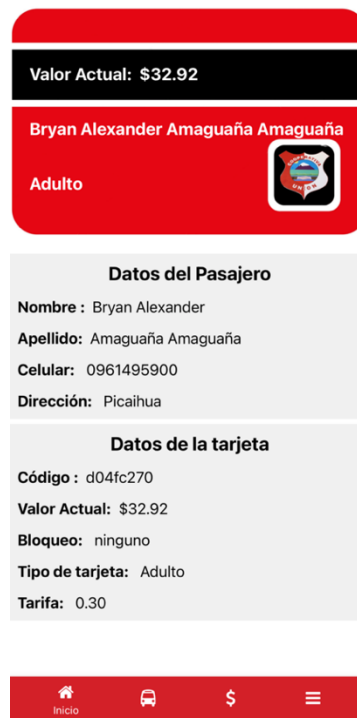 Valor Actual: $32.92
Bryan Alexander Amaguaña Amaguaña
Adulto
Datos del Pasajero
Nombre : Bryan Alexander
Apellido: Amaguaña Amaguaña
Celular: 0961495900
Dirección: Picaihua
Datos de la tarjeta
Código : d04fc270
Valor Actual: $32.92
Bloqueo: ninguno
Tipo de tarjeta: Adulto
Tarifa: 0.30
Inicio